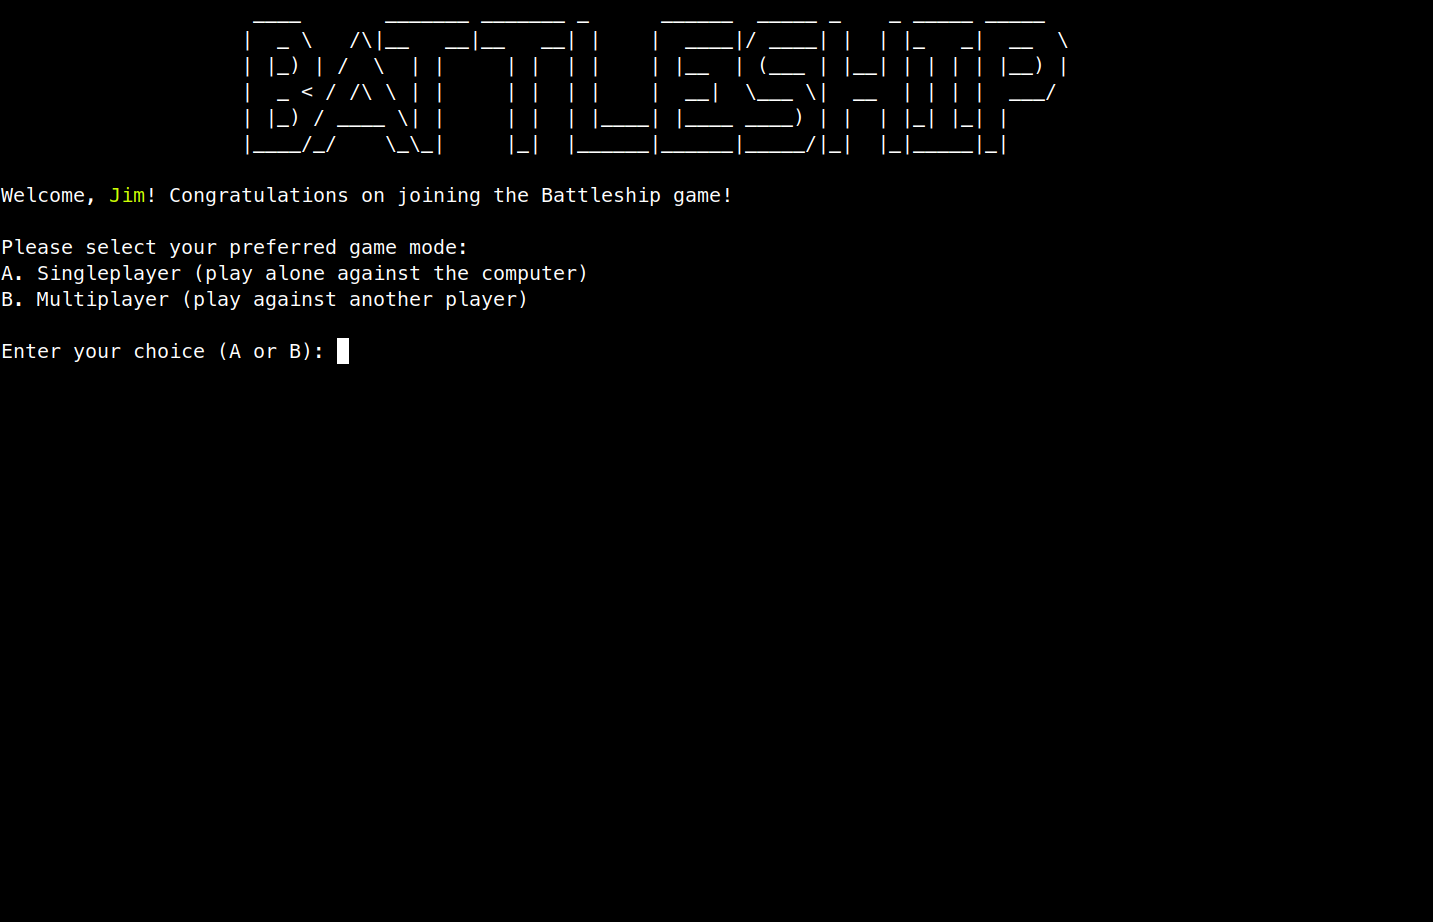 BATTLESHIP
Welcome, Jim! Congratulations on joining the Battleship game!
Please select your preferred game mode:
A. Singleplayer (play alone against the computer)
B. Multiplayer (play against another player)
Enter your choice (A or B):